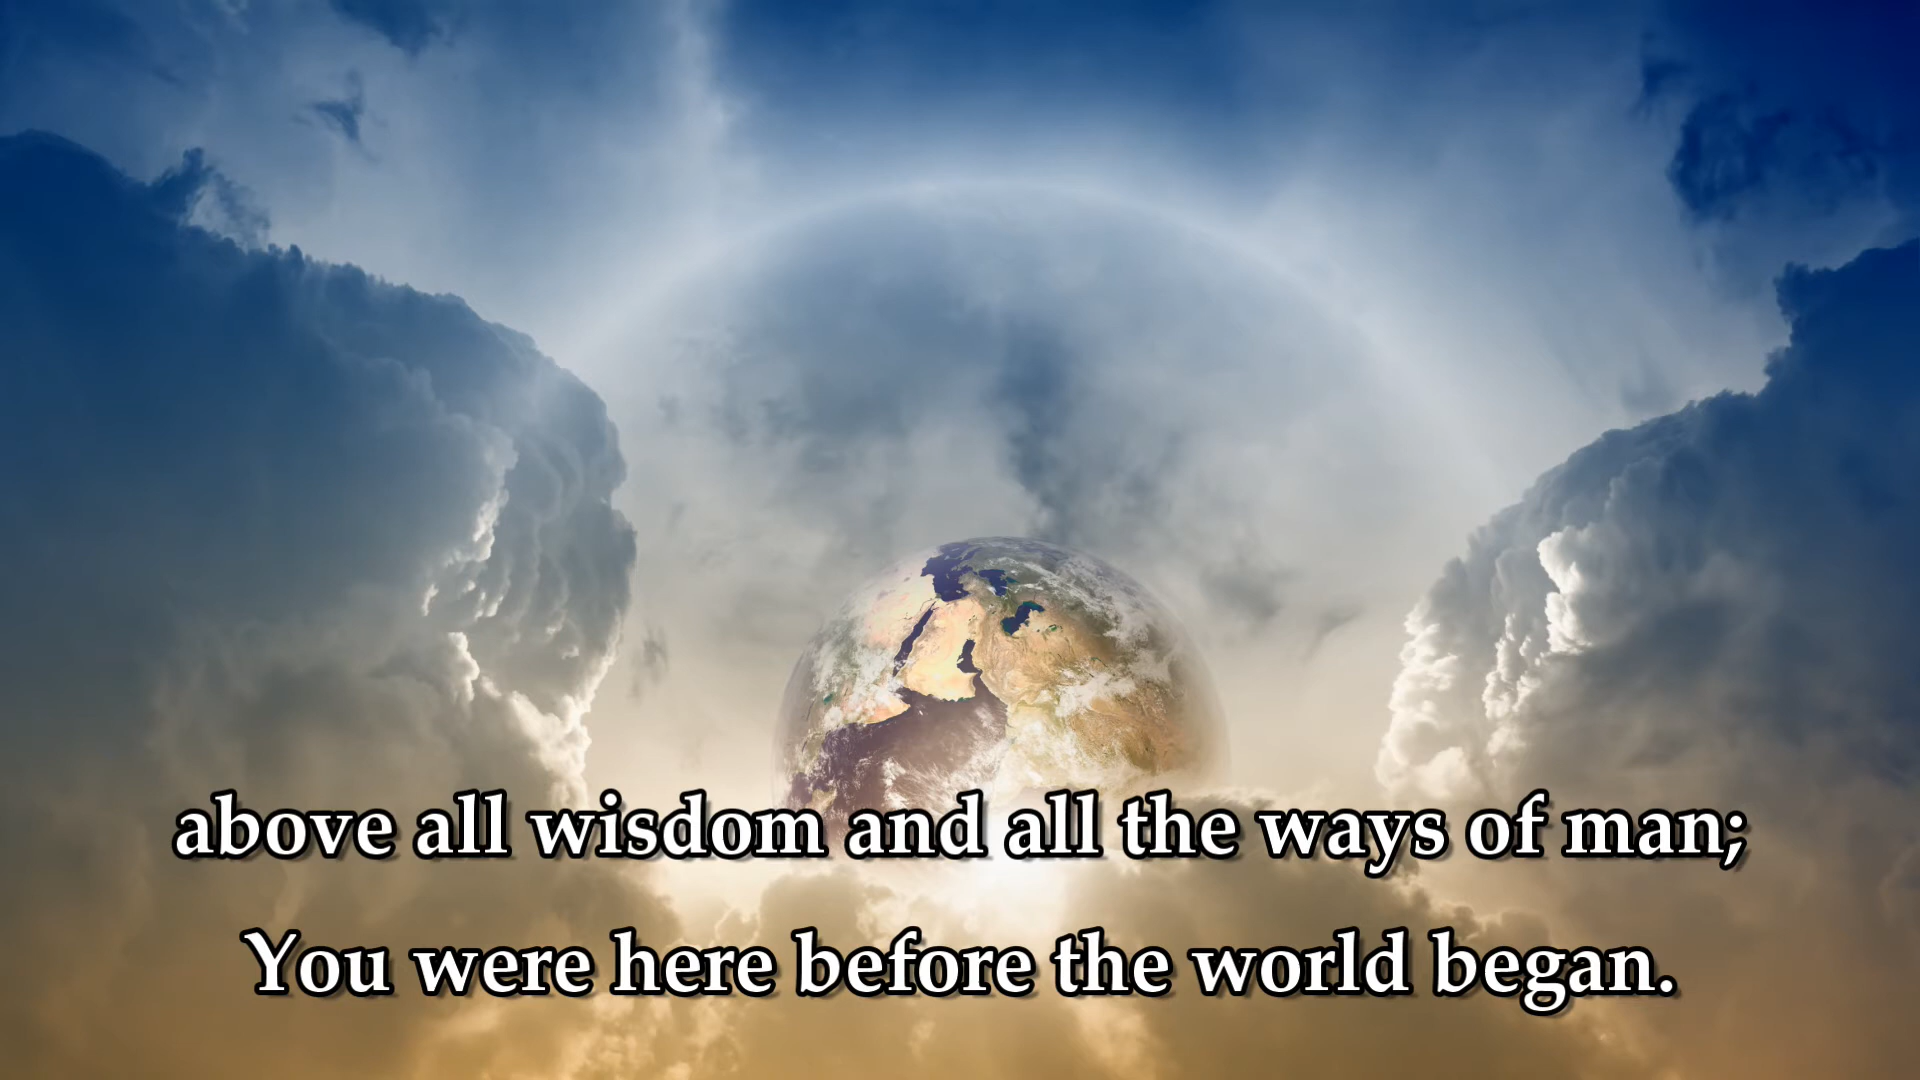 above all wisdom and all the ways of man;
You were here before the world began.